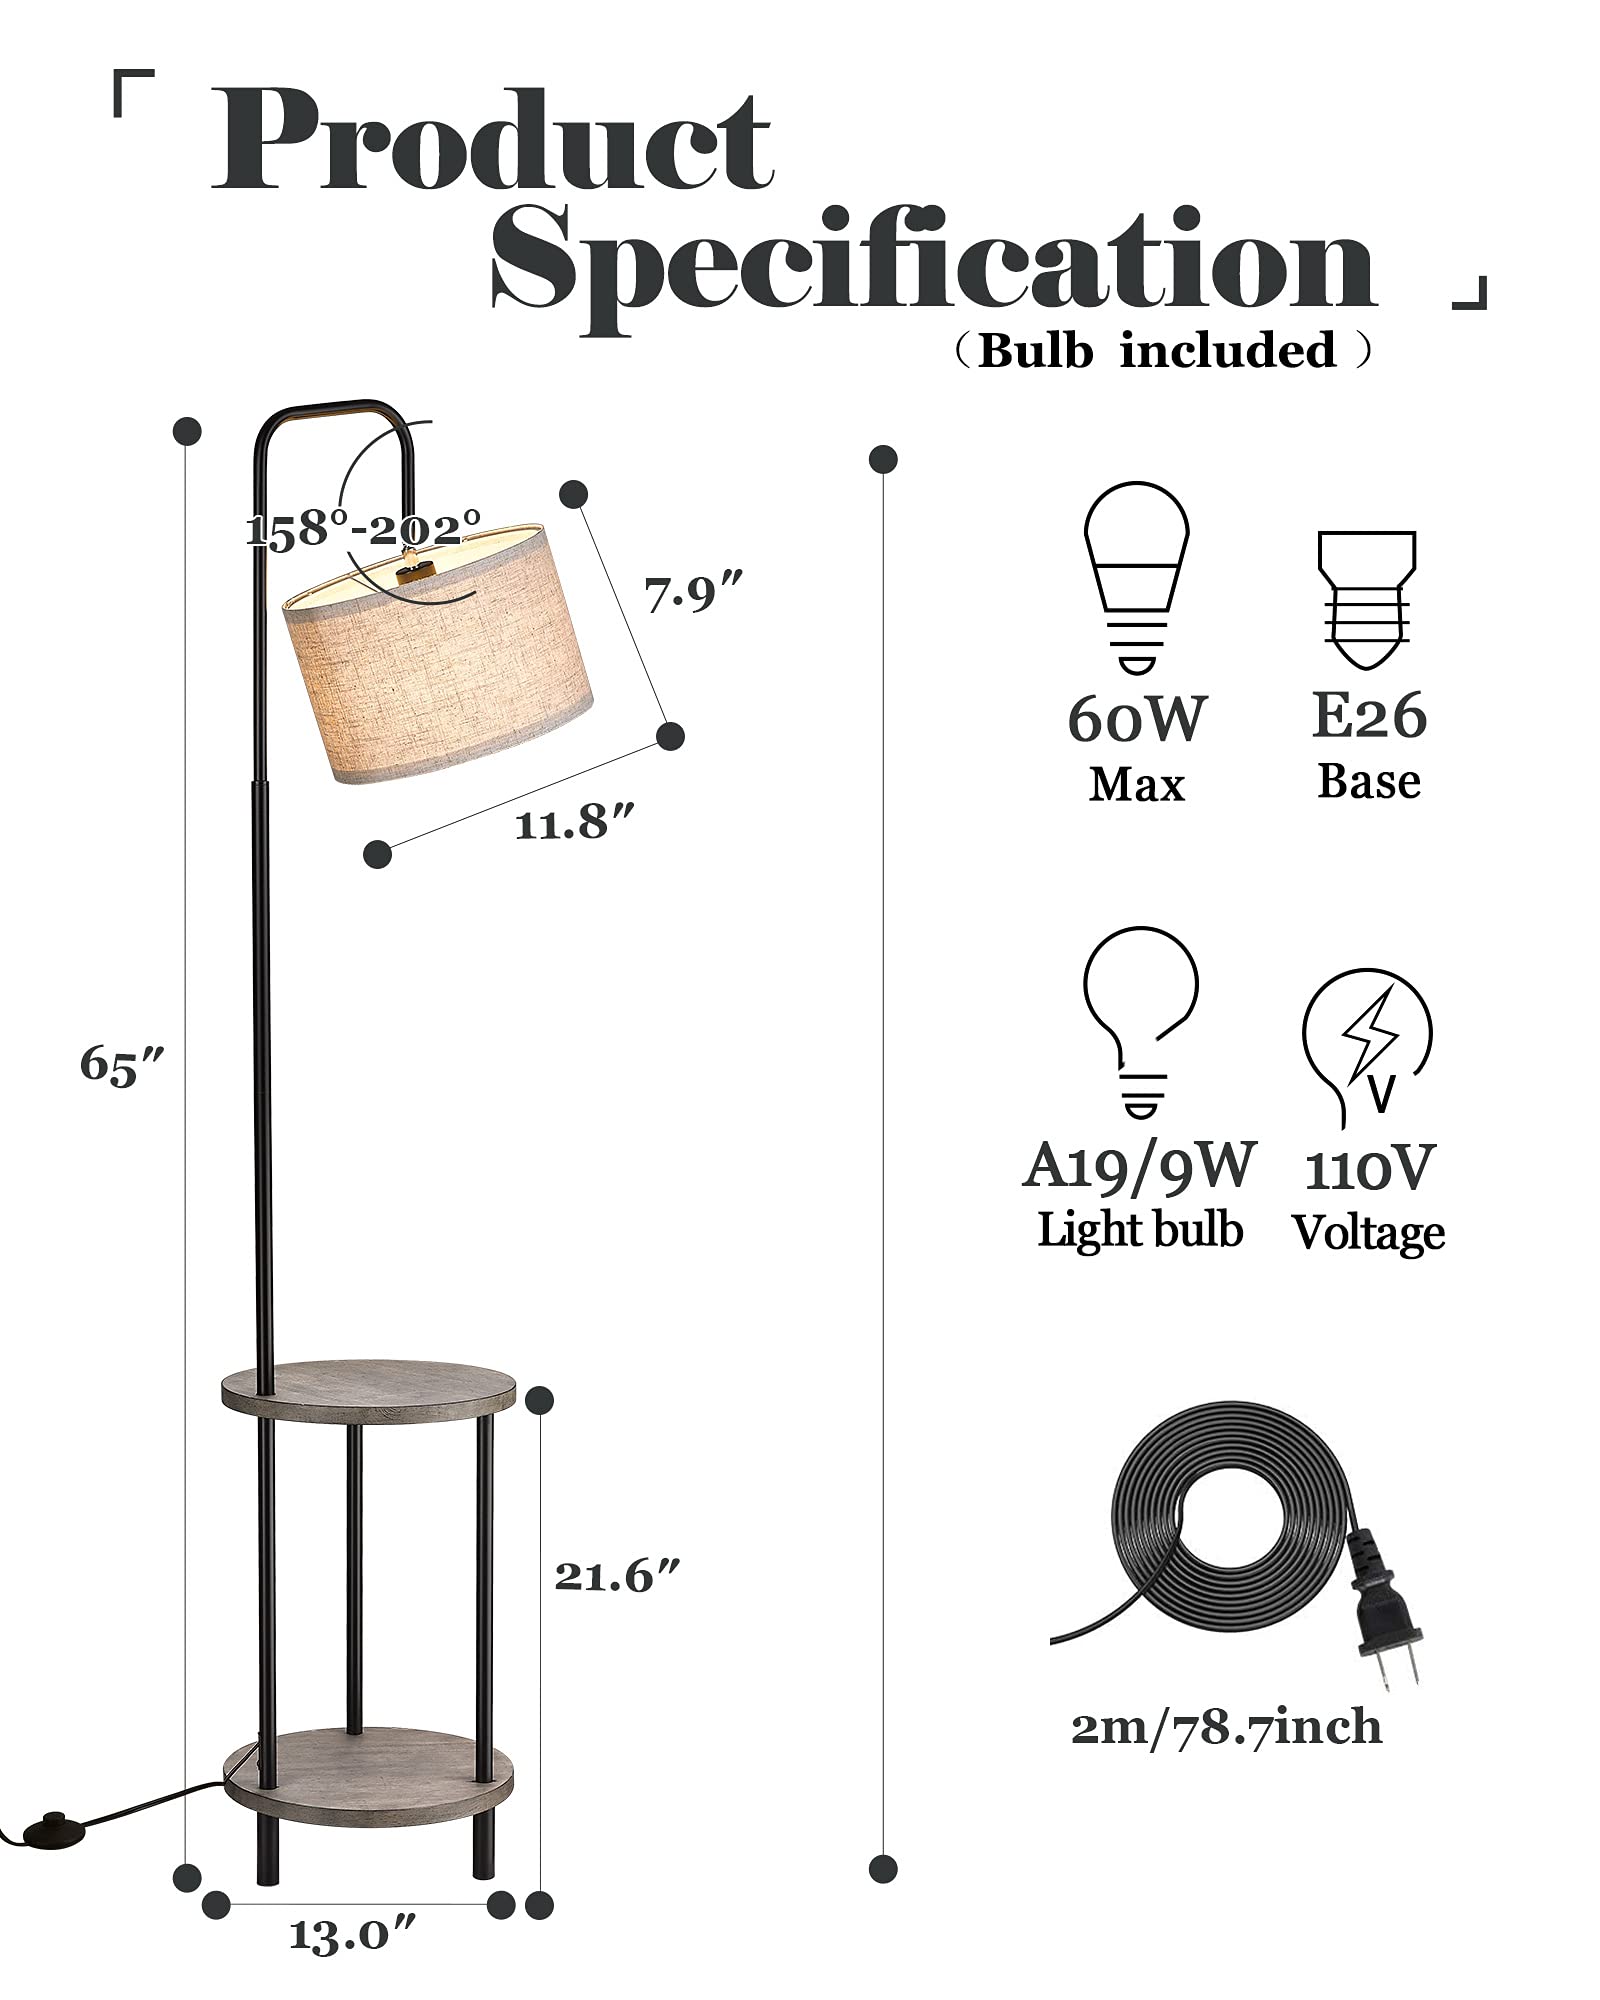 Product
Specification
(Bulb included)
158°-202°
7.9"
11.8"
65"
21.6"
13.0"
60W
Max
E26
Base
A19/9W
Light bulb
V
110V
Voltage
2m/78.7inch